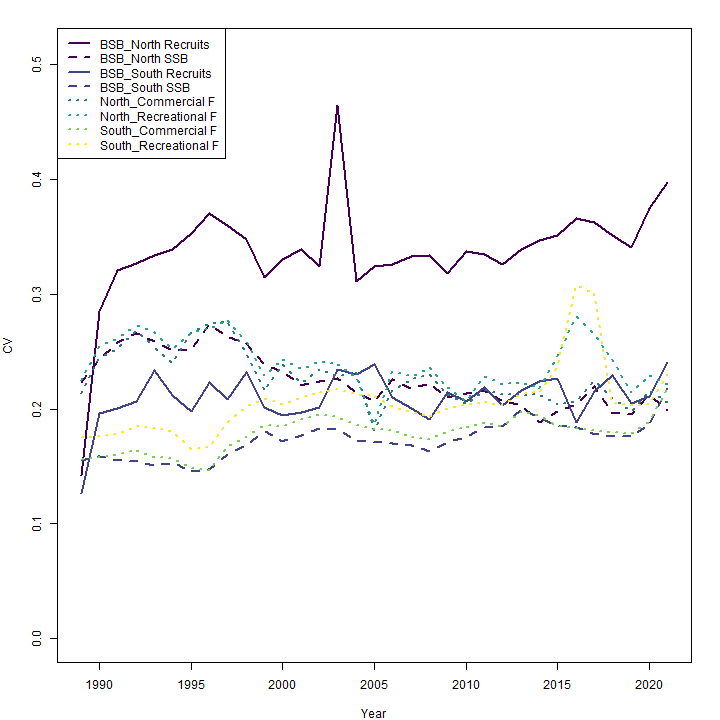 BSB_North Recruits
BSB_North SSB
BSB_South Recruits
BSB_South SSB
North_Commercial F
North_Recreational F
South_Commercial F
South_Recreational F
0.5
0.4
0.3
0.2
0.1
0.0
CV
1990 1995 2000 2005 2010 2015 2020
Year